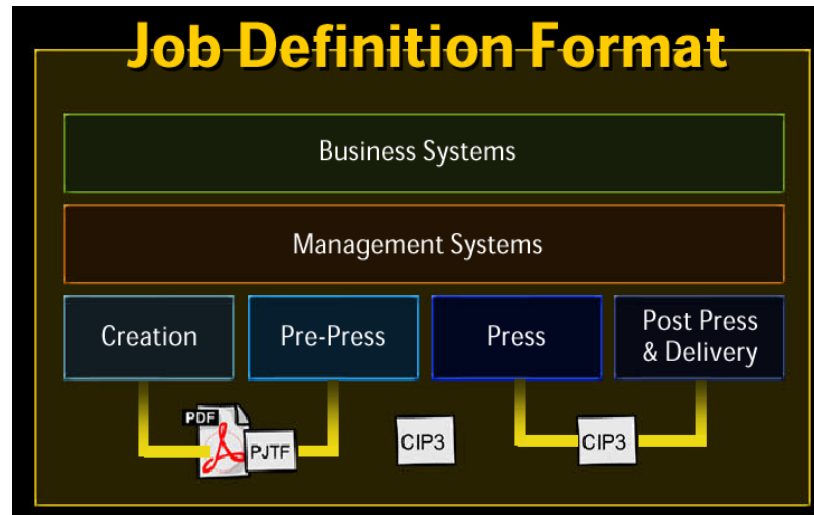 Job Definition Format
Business Systems
Management Systems
Creation
Pre-Press
Press
Post Press
& Delivery
PDF
PJTF
CIP3
CIP3